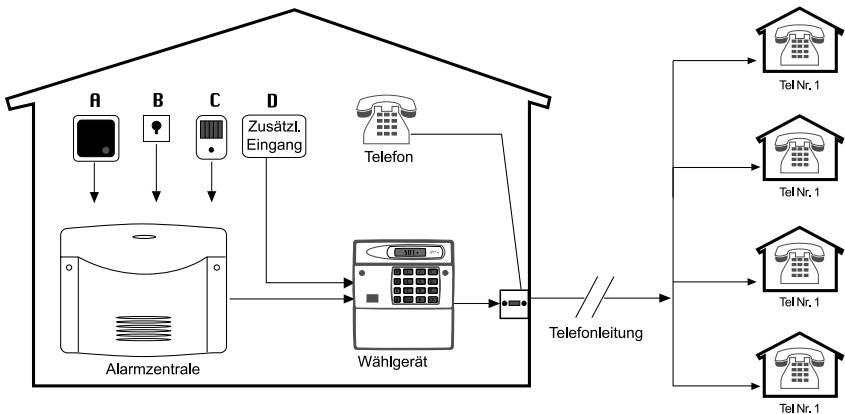 A B C D
Zusätzl.
Eingang
Telefon
Alarmzentrale
Wählgerät
Telefonleitung
Tel Nr. 1
Tel Nr. 1
Tel Nr. 1
Tel Nr. 1